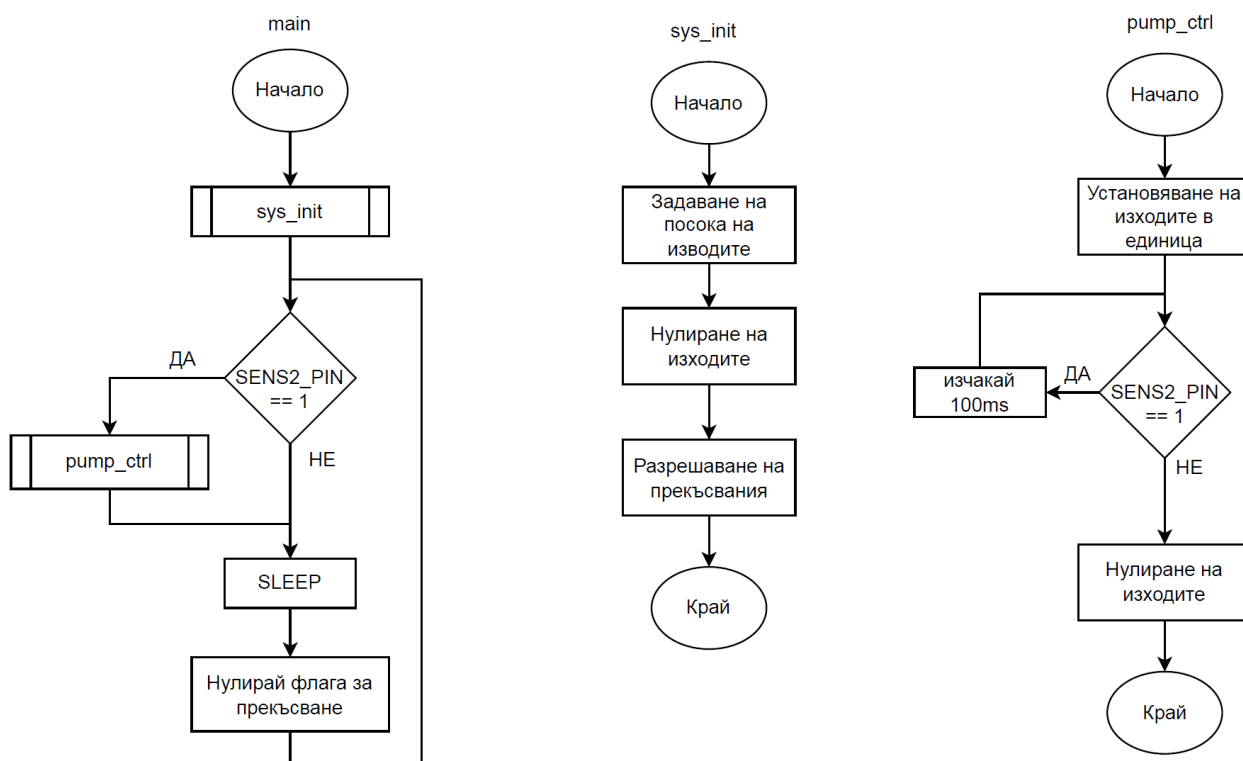 main
Начало
sys_init
SENS2_PIN
== 1
ДА
НЕ
pump_ctrl
SLEEP
Нулирай флага за
прекъсване
sys_init
Начало
Задаване на
посока на
изводите
Нулиране на
изходите
Разрешаване на
прекъсвания
Край
pump_ctrl
Начало
Установяване на
изходите в
единица
SENS2_PIN
== 1
ДА
изчакай
100ms
НЕ
Нулиране на
изходите
Край